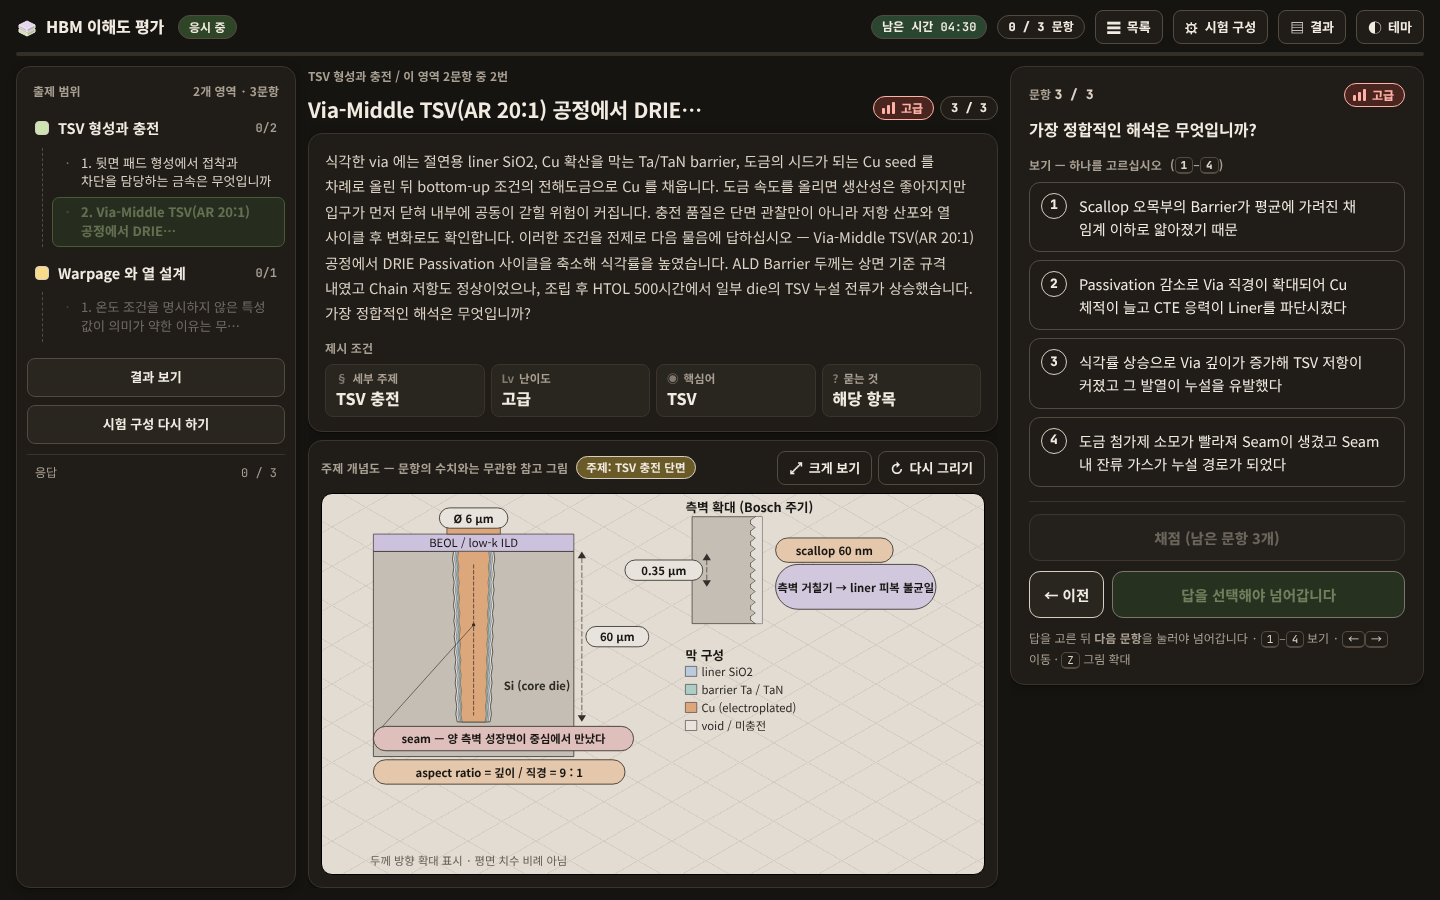 HBM 이해도 평가
응시 중
남은 시간 04:30
0 / 3 문항
목록
시험 구성
결과
테마
출제 범위
2개 영역 · 3문항
TSV 형성과 충전
0/2
· 1. 뒷면 패드 형성에서 접착과
차단을 담당하는 금속은 무엇입니까
· 2. Via-Middle TSV(AR 20:1)
공정에서 DRIE…
Warpage 와 열 설계
0/1
· 1. 온도 조건을 명시하지 않은 특성
값이 의미가 약한 이유는 무…
결과 보기
시험 구성 다시 하기
응답
0 / 3
TSV 형성과 충전 / 이 영역 2문항 중 2번
Via-Middle TSV(AR 20:1) 공정에서 DRIE…
고급
3 / 3
식각한 via 에는 절연용 liner SiO2, Cu 확산을 막는 Ta/TaN barrier, 도금의 시드가 되는 Cu seed 를
차례로 올린 뒤 bottom-up 조건의 전해도금으로 Cu 를 채웁니다. 도금 속도를 올리면 생산성은 좋아지지만
입구가 먼저 닫혀 내부에 공동이 갇힐 위험이 커집니다. 충전 품질은 단면 관찰만이 아니라 저항 산포와 열
사이클 후 변화로도 확인합니다. 이러한 조건을 전제로 다음 물음에 답하십시오 — Via-Middle TSV(AR 20:1)
공정에서 DRIE Passivation 사이클을 축소해 식각률을 높였습니다. ALD Barrier 두께는 상면 기준 규격
내였고 Chain 저항도 정상이었으나, 조립 후 HTOL 500시간에서 일부 die의 TSV 누설 전류가 상승했습니다.
가장 정합적인 해석은 무엇입니까?
제시 조건
§ 세부 주제
TSV 충전
Lv 난이도
고급
◉ 핵심어
TSV
? 묻는 것
해당 항목
주제 개념도 — 문항의 수치와는 무관한 참고 그림
주제: TSV 충전 단면
크게 보기
다시 그리기
Ø 6 µm
BEOL / low-k ILD
60 µm
Si (core die)
seam — 양 측벽 성장면이 중심에서 만났다
aspect ratio = 깊이 / 직경 = 9 : 1
측벽 확대 (Bosch 주기)
0.35 µm
scallop 60 nm
측벽 거칠기 → liner 피복 불균일
막 구성
liner SiO2
barrier Ta / TaN
Cu (electroplated)
void / 미충전
두께 방향 확대 표시 · 평면 치수 비례 아님
문항 3 / 3
고급
가장 정합적인 해석은 무엇입니까?
보기 — 하나를 고르십시오 (1–4)
1 Scallop 오목부의 Barrier가 평균에 가려진 채
임계 이하로 얇아졌기 때문
2 Passivation 감소로 Via 직경이 확대되어 Cu
체적이 늘고 CTE 응력이 Liner를 파단시켰다
3 식각률 상승으로 Via 깊이가 증가해 TSV 저항이
커졌고 그 발열이 누설을 유발했다
4 도금 첨가제 소모가 빨라져 Seam이 생겼고 Seam
내 잔류 가스가 누설 경로가 되었다
채점 (남은 문항 3개)
← 이전
답을 선택해야 넘어갑니다
답을 고른 뒤 다음 문항을 눌러야 넘어갑니다 · 1–4 보기 · ← →
이동 · Z 그림 확대